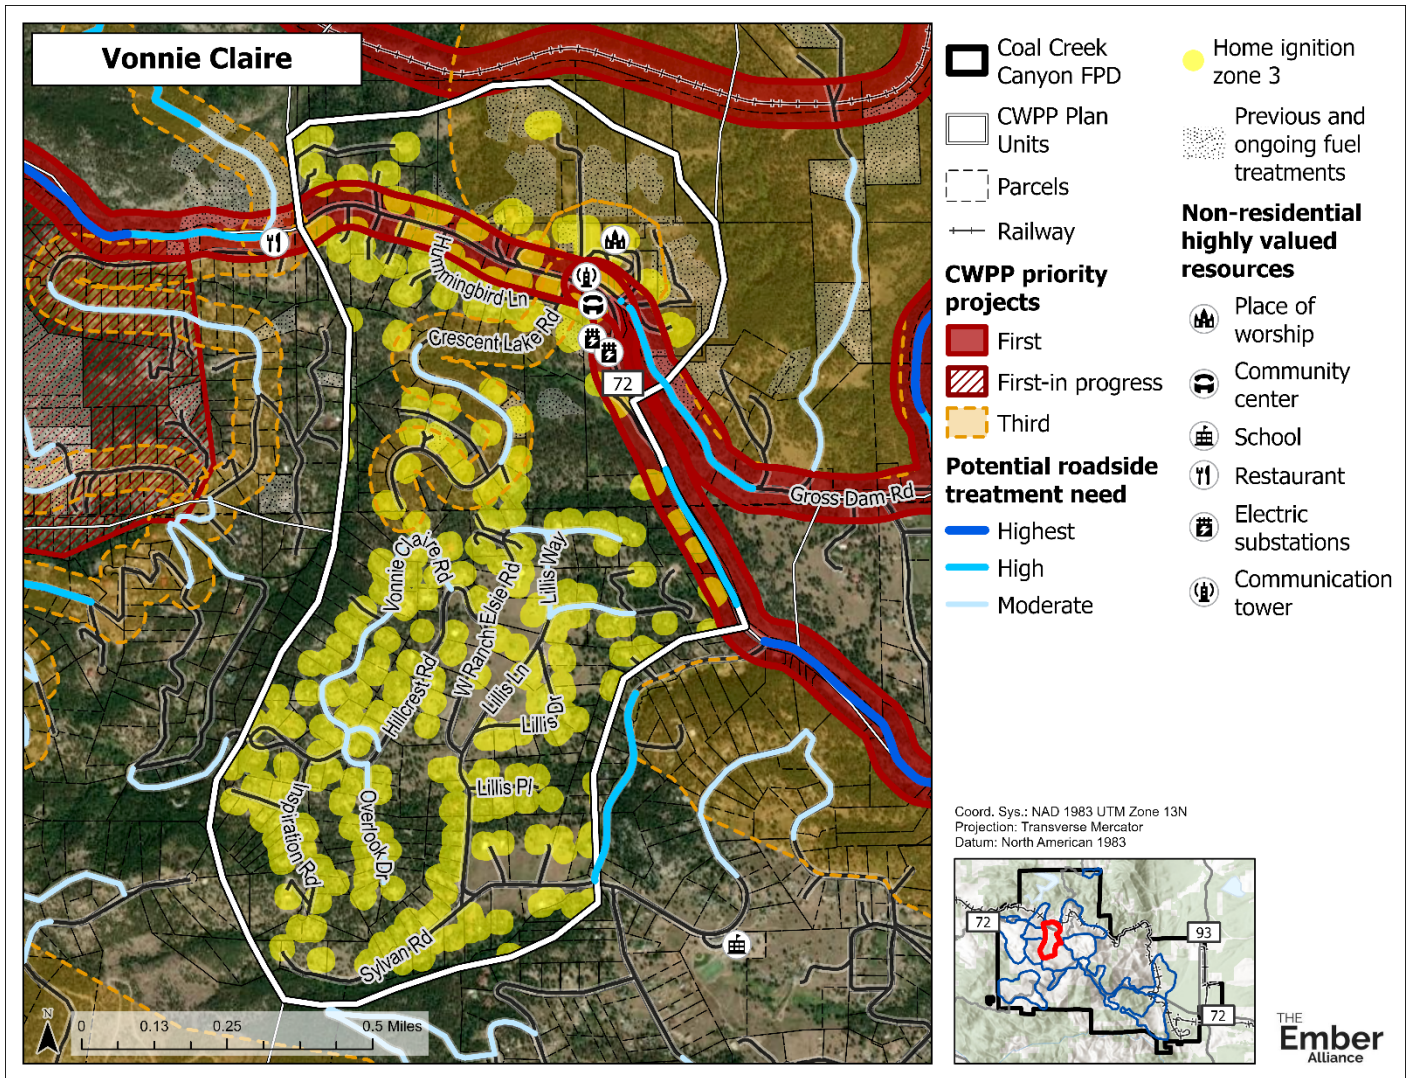 Vonnie Claire
Hummingbird Ln
Crescent Lake Rd
72
Gross Dam Rd
Vonnie Claire Rd
Lillis Way
W Ranch Elsie Rd
Hillcrest Rd
Lillis Ln
Lillis Dr
Lillis Pl
Inspiration Rd
Overlook Dr
Sylvan Rd
N
0 0.13 0.25 0.5 Miles
Coal Creek
Canyon FPD
CWPP Plan
Units
Parcels
Railway
CWPP priority
projects
First
First-in progress
Third
Potential roadside
treatment need
Highest
High
Moderate
Home ignition
zone 3
Previous and
ongoing fuel
treatments
Non-residential
highly valued
resources
Place of
worship
Community
center
School
Restaurant
Electric
substations
Communication
tower
Coord. Sys.: NAD 1983 UTM Zone 13N
Projection: Transverse Mercator
Datum: North American 1983
72
93
72
THE
Ember
Alliance